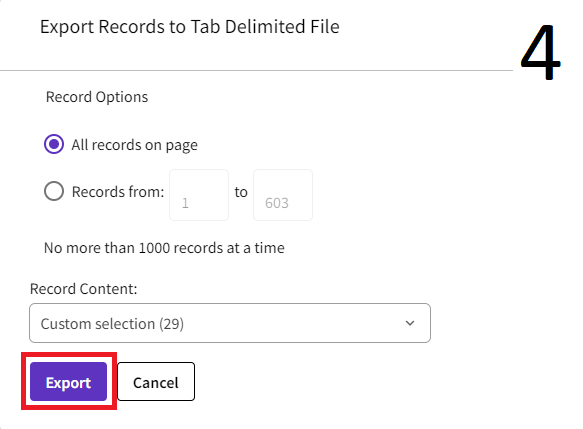 Export Records to Tab Delimited File
4
Record Options
All records on page
Records from: 1 to 603
No more than 1000 records at a time
Record Content:
Custom selection (29)
Export Cancel